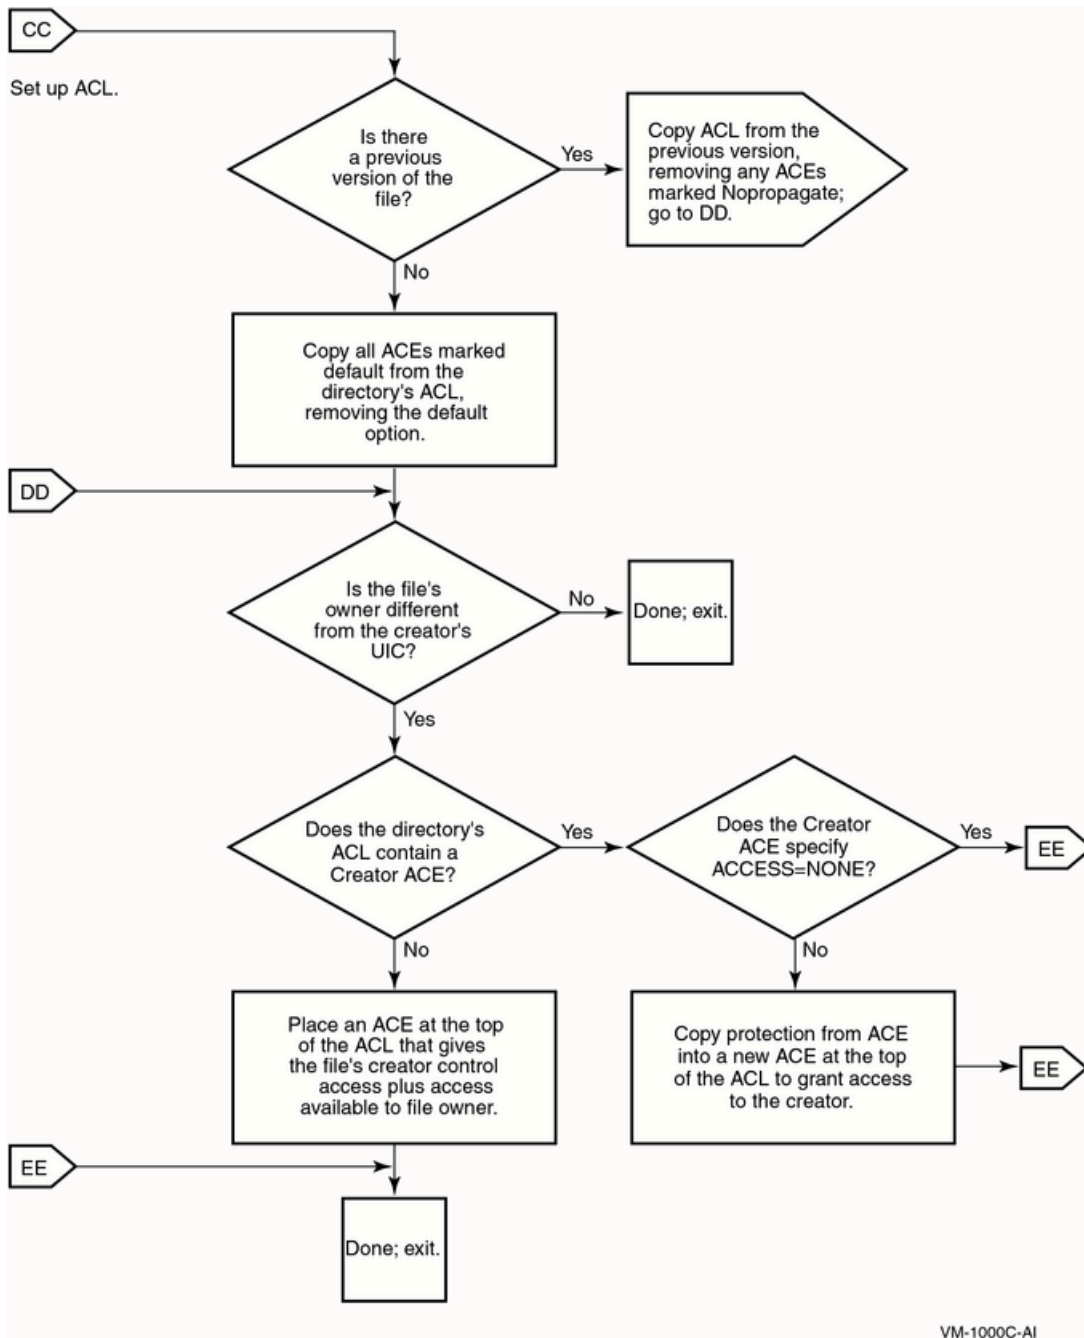 CC
Set up ACL.
Is there
a previous
version of the
file?
Yes
Copy ACL from the
previous version,
removing any ACEs
marked Nopropagate;
go to DD.
No
Copy all ACEs marked
default from the
directory's ACL,
removing the default
option.
DD
Is the file's
owner different
from the creator's
UIC?
No
Done; exit.
Yes
Does the directory's
ACL contain a
Creator ACE?
Yes
Does the Creator
ACE specify
ACCESS=NONE?
Yes
EE
No
No
Place an ACE at the top
of the ACL that gives
the file's creator control
access plus access
available to file owner.
Copy protection from ACE
into a new ACE at the top
of the ACL to grant access
to the creator.
EE
EE
Done; exit.
VM-1000C-AI